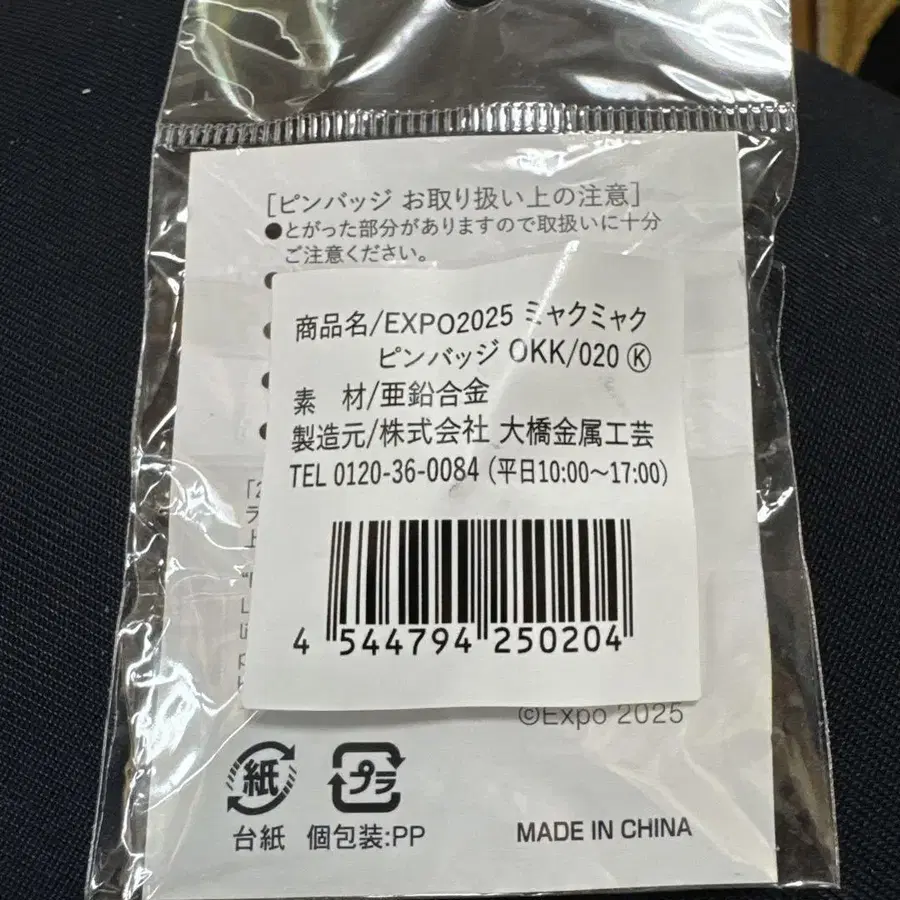 [ピンバッジ お取り扱い上の注意]
●とがった部分がありますので取扱いに十分
ご注意ください。
商品名/EXPO2025 ミャクミャク
ピンバッジ OKK/020 Ⓚ
素 材/亜鉛合金
製造元/株式会社 大橋金属工芸
TEL 0120-36-0084 (平日10:00〜17:00)
4 544794 250204
©Expo 2025
紙
プラ
台紙
個包装:PP
MADE IN CHINA